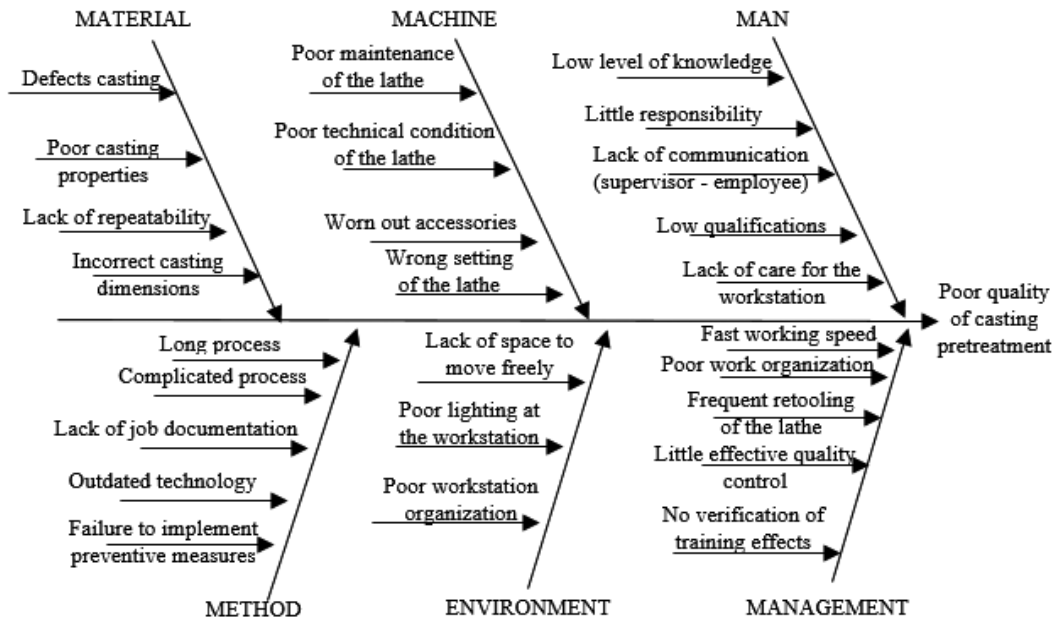 MATERIAL
Defects casting
Poor casting
properties
Lack of repeatability
Incorrect casting
dimensions
MACHINE
Poor maintenance
of the lathe
Poor technical condition
of the lathe
Worn out accessories
Wrong setting
of the lathe
MAN
Low level of knowledge
Little responsibility
Lack of communication
(supervisor - employee)
Low qualifications
Lack of care for the
workstation
Poor quality
of casting
pretreatment
Long process
Complicated process
Lack of job documentation
Outdated technology
Failure to implement
preventive measures
METHOD
Lack of space to
move freely
Poor lighting at
the workstation
Poor workstation
organization
ENVIRONMENT
Fast working speed
Poor work organization
Frequent retooling
of the lathe
Little effective quality
control
No verification of
training effects
MANAGEMENT